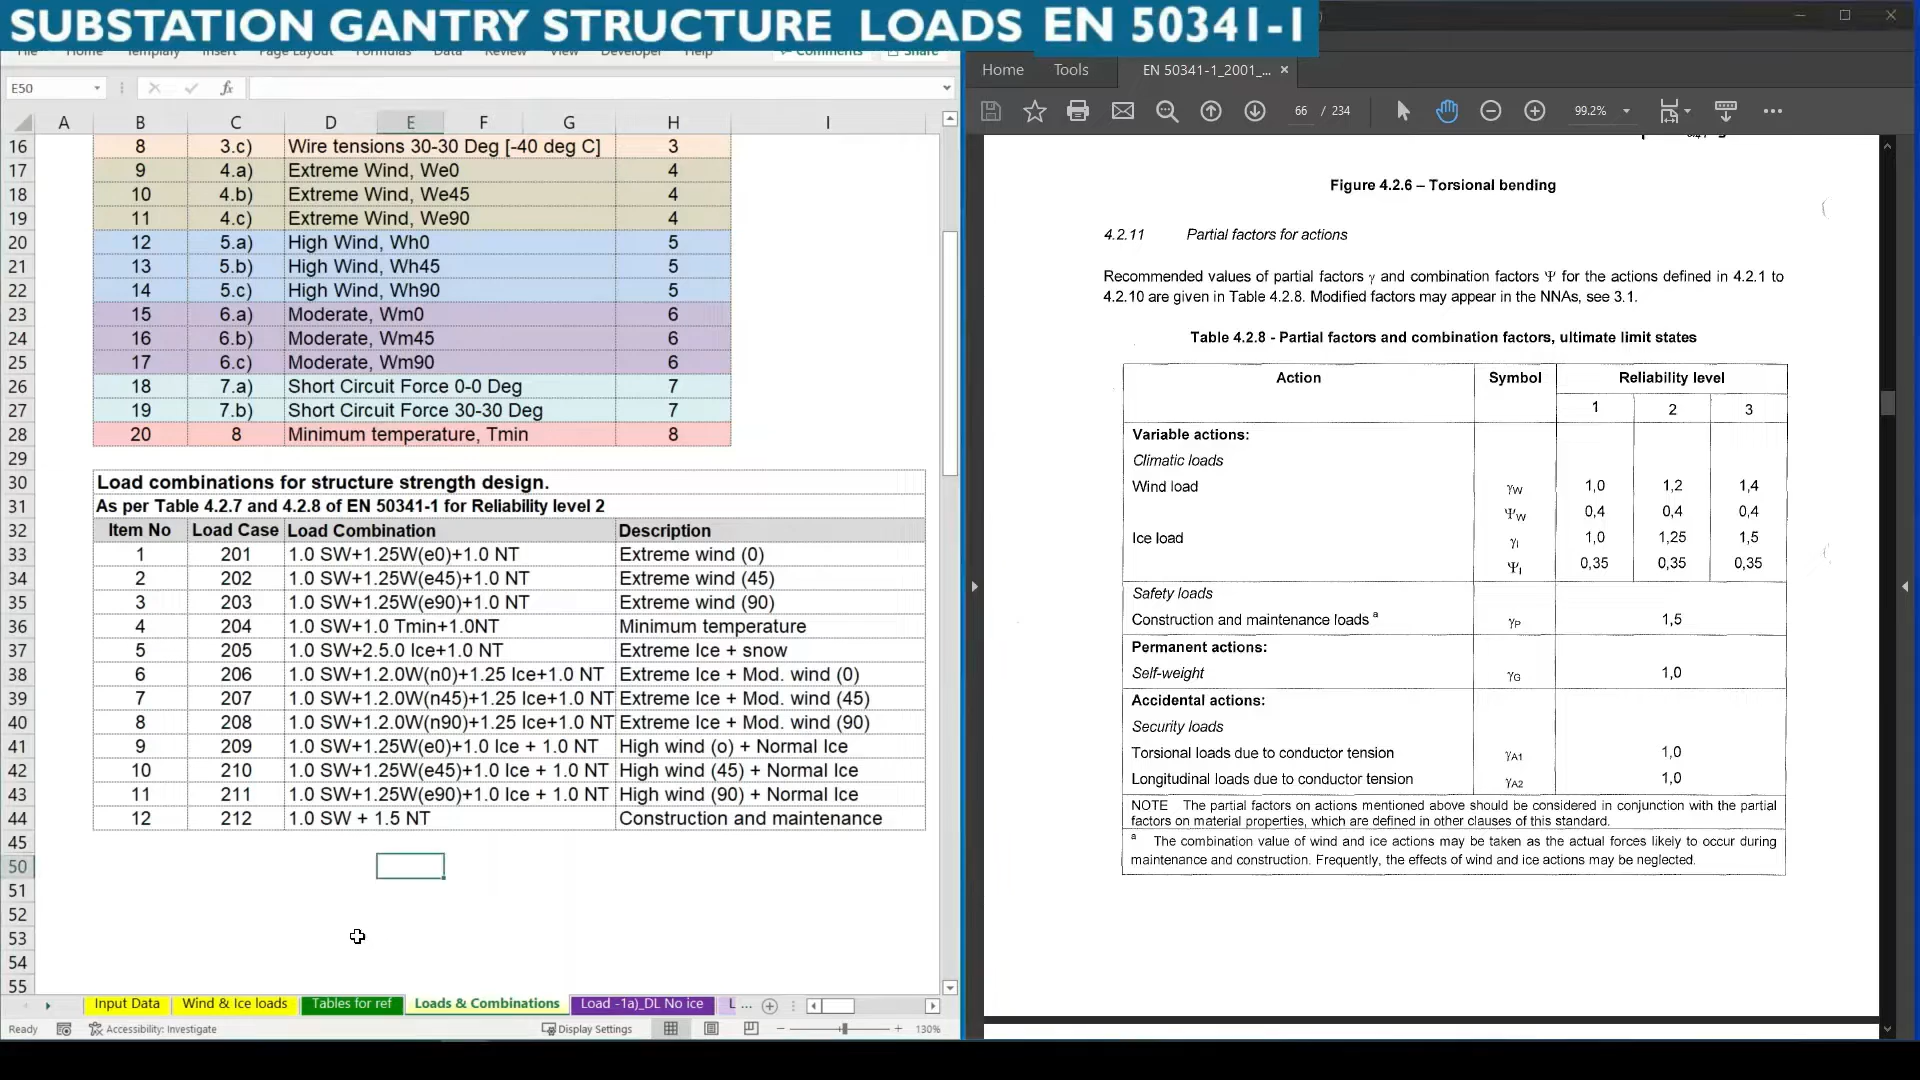 SUBSTATION GANTRY STRUCTURE LOADS EN 50341-1
File Home Template Insert Page Layout Formulas Data Review View Developer Help Comments Share
E50
A B C D E F G H I
16 8 3.c) Wire tensions 30-30 Deg [-40 deg C] 3
17 9 4.a) Extreme Wind, We0 4
18 10 4.b) Extreme Wind, We45 4
19 11 4.c) Extreme Wind, We90 4
20 12 5.a) High Wind, Wh0 5
21 13 5.b) High Wind, Wh45 5
22 14 5.c) High Wind, Wh90 5
23 15 6.a) Moderate, Wm0 6
24 16 6.b) Moderate, Wm45 6
25 17 6.c) Moderate, Wm90 6
26 18 7.a) Short Circuit Force 0-0 Deg 7
27 19 7.b) Short Circuit Force 30-30 Deg 7
28 20 8 Minimum temperature, Tmin 8
29
30 Load combinations for structure strength design.
31 As per Table 4.2.7 and 4.2.8 of EN 50341-1 for Reliability level 2
32 Item No Load Case Load Combination Description
33 1 201 1.0 SW+1.25W(e0)+1.0 NT Extreme wind (0)
34 2 202 1.0 SW+1.25W(e45)+1.0 NT Extreme wind (45)
35 3 203 1.0 SW+1.25W(e90)+1.0 NT Extreme wind (90)
36 4 204 1.0 SW+1.0 Tmin+1.0NT Minimum temperature
37 5 205 1.0 SW+2.5.0 Ice+1.0 NT Extreme Ice + snow
38 6 206 1.0 SW+1.2.0W(n0)+1.25 Ice+1.0 NT Extreme Ice + Mod. wind (0)
39 7 207 1.0 SW+1.2.0W(n45)+1.25 Ice+1.0 NT Extreme Ice + Mod. wind (45)
40 8 208 1.0 SW+1.2.0W(n90)+1.25 Ice+1.0 NT Extreme Ice + Mod. wind (90)
41 9 209 1.0 SW+1.25W(e0)+1.0 Ice + 1.0 NT High wind (o) + Normal Ice
42 10 210 1.0 SW+1.25W(e45)+1.0 Ice + 1.0 NT High wind (45) + Normal Ice
43 11 211 1.0 SW+1.25W(e90)+1.0 Ice + 1.0 NT High wind (90) + Normal Ice
44 12 212 1.0 SW + 1.5 NT Construction and maintenance
45
50
51
52
53
54
55
Input Data Wind & Ice loads Tables for ref Loads & Combinations Load -1a)_DL No ice L ...
Ready Accessibility: Investigate Display Settings 130%
Home Tools EN 50341-1_2001_...
66 / 234 99.2%
Figure 4.2.6 – Torsional bending
4.2.11 Partial factors for actions
Recommended values of partial factors γ and combination factors Ψ for the actions defined in 4.2.1 to
4.2.10 are given in Table 4.2.8. Modified factors may appear in the NNAs, see 3.1.
Table 4.2.8 - Partial factors and combination factors, ultimate limit states
Action Symbol Reliability level
1 2 3
Variable actions:
Climatic loads
Wind load γW 1,0 1,2 1,4
ΨW 0,4 0,4 0,4
Ice load γI 1,0 1,25 1,5
ΨI 0,35 0,35 0,35
Safety loads
Construction and maintenance loads a γP 1,5
Permanent actions:
Self-weight γG 1,0
Accidental actions:
Security loads
Torsional loads due to conductor tension γA1 1,0
Longitudinal loads due to conductor tension γA2 1,0
NOTE The partial factors on actions mentioned above should be considered in conjunction with the partial
factors on material properties, which are defined in other clauses of this standard.
a The combination value of wind and ice actions may be taken as the actual forces likely to occur during
maintenance and construction. Frequently, the effects of wind and ice actions may be neglected.